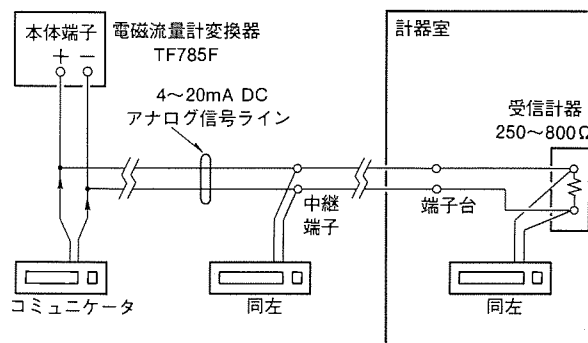 本体端子
+ −
電磁流量計変換器
TF785F
4〜20mA DC
アナログ信号ライン
計器室
受信計器
250〜800Ω
中継
端子
端子台
コミュニケータ
同左
同左